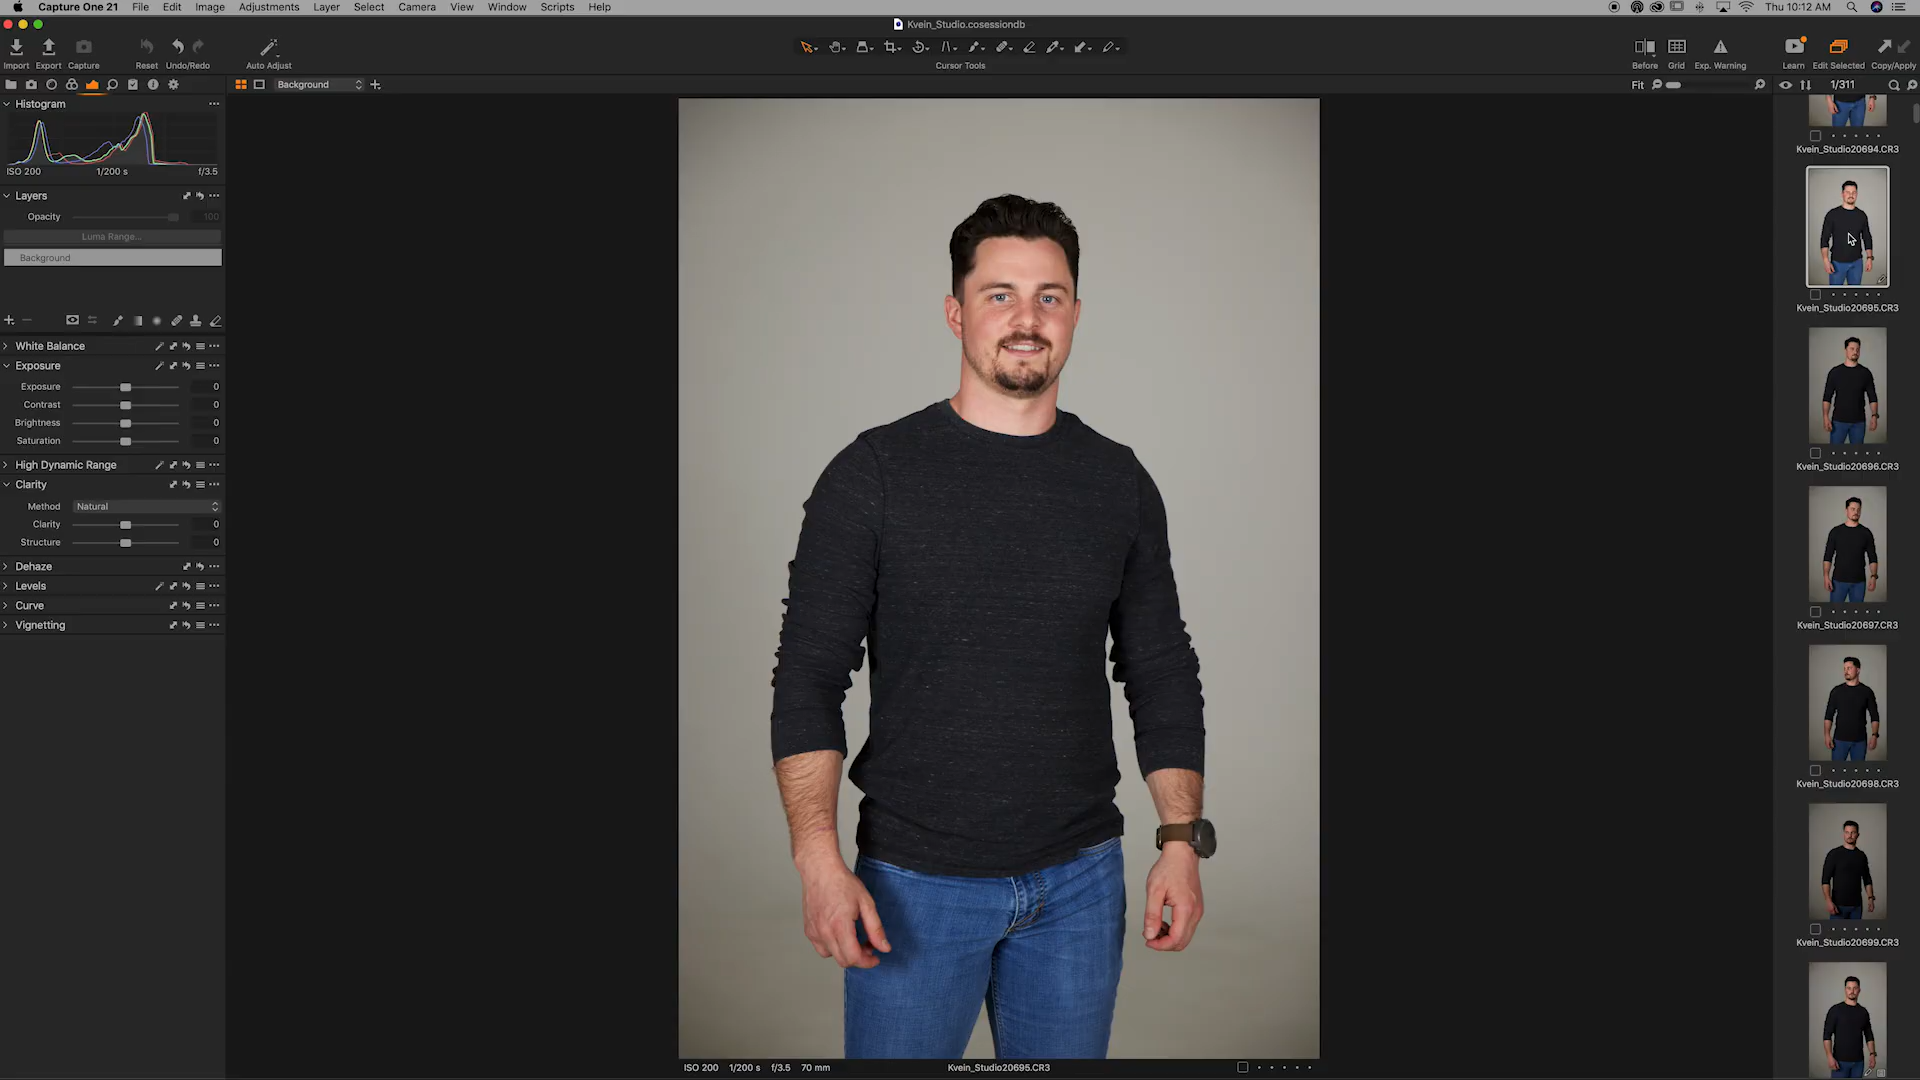 Capture One 21 File Edit Image Adjustments Layer Select Camera View Window Scripts Help Thu 10:12 AM
Kvein_Studio.cosessiondb
Import Export Capture Reset Undo/Redo Auto Adjust Cursor Tools Before Grid Exp. Warning Learn Edit Selected Copy/Apply
Background Fit 1/311
Histogram
ISO 200 1/200 s f/3.5
Layers
Opacity 100
Luma Range...
Background
White Balance
Exposure
Exposure 0
Contrast 0
Brightness 0
Saturation 0
High Dynamic Range
Clarity
Method Natural
Clarity 0
Structure 0
Dehaze
Levels
Curve
Vignetting
ISO 200 1/200 s f/3.5 70 mm Kvein_Studio20695.CR3
Kvein_Studio20694.CR3
Kvein_Studio20695.CR3
Kvein_Studio20696.CR3
Kvein_Studio20697.CR3
Kvein_Studio20698.CR3
Kvein_Studio20699.CR3